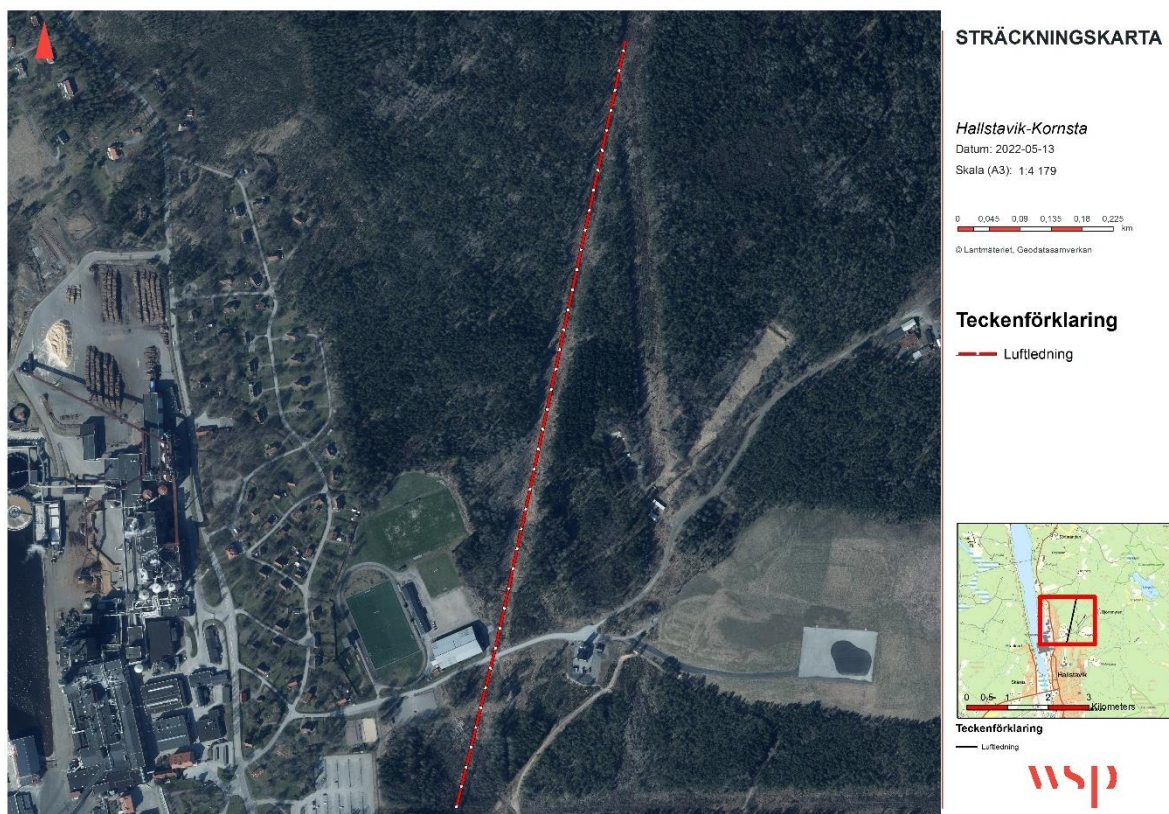 STRÄCKNINGSKARTA
Hallstavik-Kornsta
Datum: 2022-05-13
Skala (A3): 1:4 179
0 0,045 0,09 0,135 0,18 0,225
km
© Lantmäteriet, Geodatasamverkan
Teckenförklaring
Luftledning
Hallstavik
0 0,5 1 2 3
Kilometers
Teckenförklaring
Luftledning
wsp